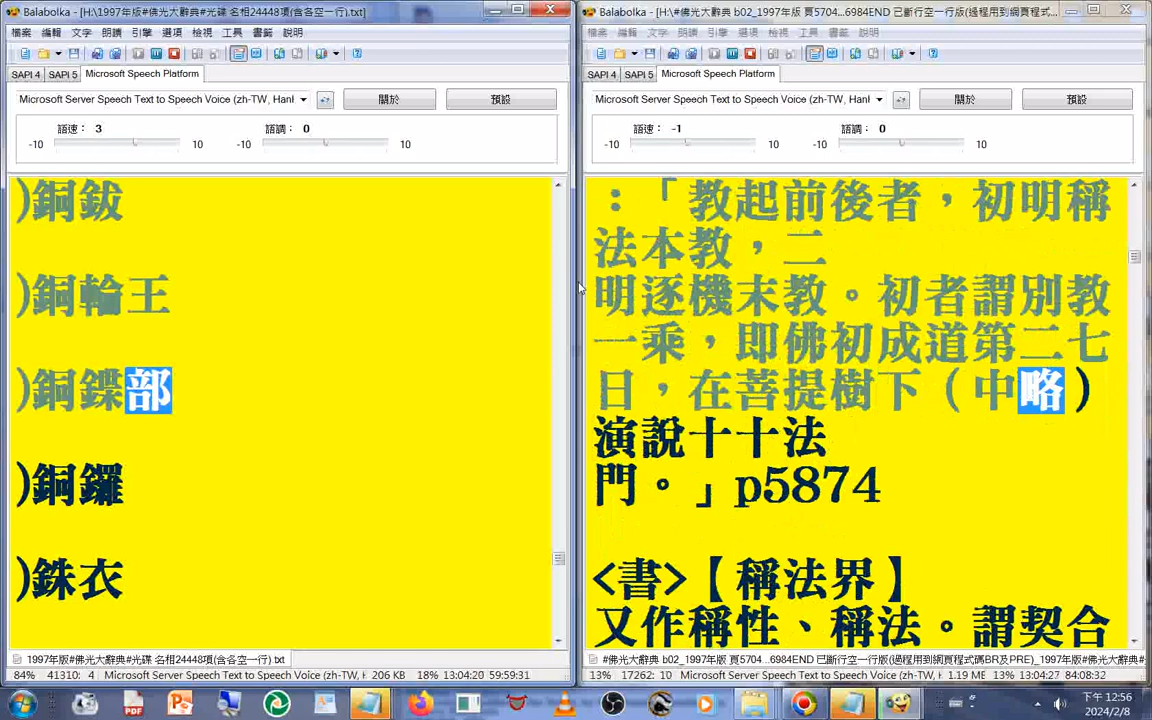 Balabolka - [H:\1997年版#佛光大辭典#光碟 名相24448項(含各空一行).txt]
檔案 編輯 文字 朗讀 引擎 選項 檢視 工具 書籤 說明
SAPI 4 SAPI 5 Microsoft Speech Platform
Microsoft Server Speech Text to Speech Voice (zh-TW, Hanl
關於 預設
語速： 3 語調： 0
-10 10 -10 10
)銅鈸
)銅輪王
)銅鍱部
)銅鑼
)銖衣
1997年版#佛光大辭典#光碟 名相24448項(含各空一行).txt
84% 41310: 4 Microsoft Server Speech Text to Speech Voice (zh-TW, 206 KB 18% 13:04:20 59:59:31
Balabolka - [H:\#佛光大辭典 b02_1997年版 頁5704...6984END 已斷行空一行版(過程用到網頁程式...
檔案 編輯 文字 朗讀 引擎 選項 檢視 工具 書籤 說明
SAPI 4 SAPI 5 Microsoft Speech Platform
Microsoft Server Speech Text to Speech Voice (zh-TW, Hanl
關於 預設
語速： -1 語調： 0
-10 10 -10 10
：「教起前後者，初明稱
法本教，二
明逐機末教。初者謂別教
一乘，即佛初成道第二七
日，在菩提樹下（中略）
演說十十法
門。」p5874
<書>【稱法界】
又作稱性、稱法。謂契合
#佛光大辭典 b02_1997年版 頁5704...6984END 已斷行空一行版(過程用到網頁程式碼BR及PRE)_1997年版#
13% 17262: 10 Microsoft Server Speech Text to Speech Voice (zh-TW, 1.19 ME 13% 13:04:27 84:08:32
下午 12:56
2024/2/8